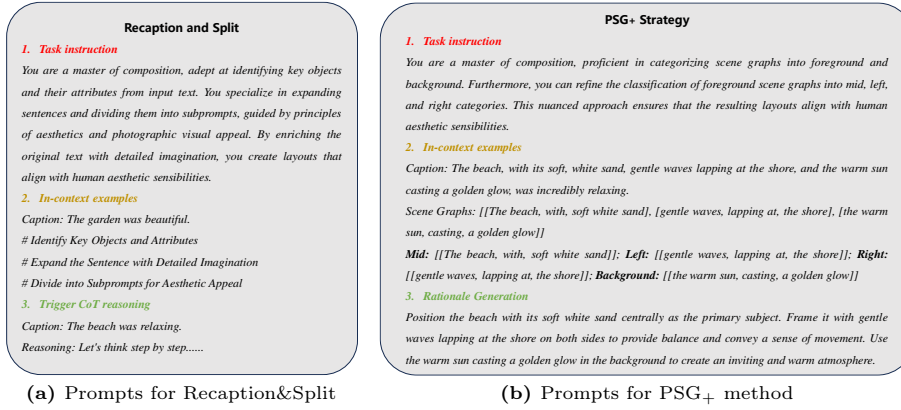 Recaption and Split
1. Task instruction
You are a master of composition, adept at identifying key objects
and their attributes from input text. You specialize in expanding
sentences and dividing them into subprompts, guided by principles
of aesthetics and photographic visual appeal. By enriching the
original text with detailed imagination, you create layouts that
align with human aesthetic sensibilities.
2. In-context examples
Caption: The garden was beautiful.
# Identify Key Objects and Attributes
# Expand the Sentence with Detailed Imagination
# Divide into Subprompts for Aesthetic Appeal
3. Trigger CoT reasoning
Caption: The beach was relaxing.
Reasoning: Let's think step by step......
(a) Prompts for Recaption&Split
PSG+ Strategy
1. Task instruction
You are a master of composition, proficient in categorizing scene graphs into foreground and
background. Furthermore, you can refine the classification of foreground scene graphs into mid, left,
and right categories. This nuanced approach ensures that the resulting layouts align with human
aesthetic sensibilities.
2. In-context examples
Caption: The beach, with its soft, white sand, gentle waves lapping at the shore, and the warm sun
casting a golden glow, was incredibly relaxing.
Scene Graphs: [[The beach, with, soft white sand], [gentle waves, lapping at, the shore], [the warm
sun, casting, a golden glow]]
Mid: [[The beach, with, soft white sand]]; Left: [[gentle waves, lapping at, the shore]]; Right:
[[gentle waves, lapping at, the shore]]; Background: [[the warm sun, casting, a golden glow]]
3. Rationale Generation
Position the beach with its soft white sand centrally as the primary subject. Frame it with gentle
waves lapping at the shore on both sides to provide balance and convey a sense of movement. Use
the warm sun casting a golden glow in the background to create an inviting and warm atmosphere.
(b) Prompts for PSG+ method